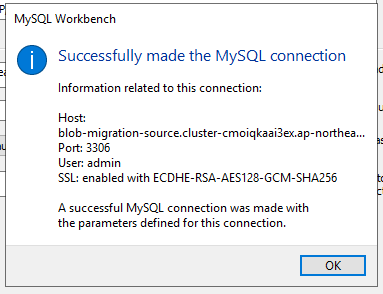 MySQL Workbench
Successfully made the MySQL connection
Information related to this connection:
Host:
blob-migration-source.cluster-cmoiqkaai3ex.ap-northea...
Port: 3306
User: admin
SSL: enabled with ECDHE-RSA-AES128-GCM-SHA256
A successful MySQL connection was made with
the parameters defined for this connection.
OK